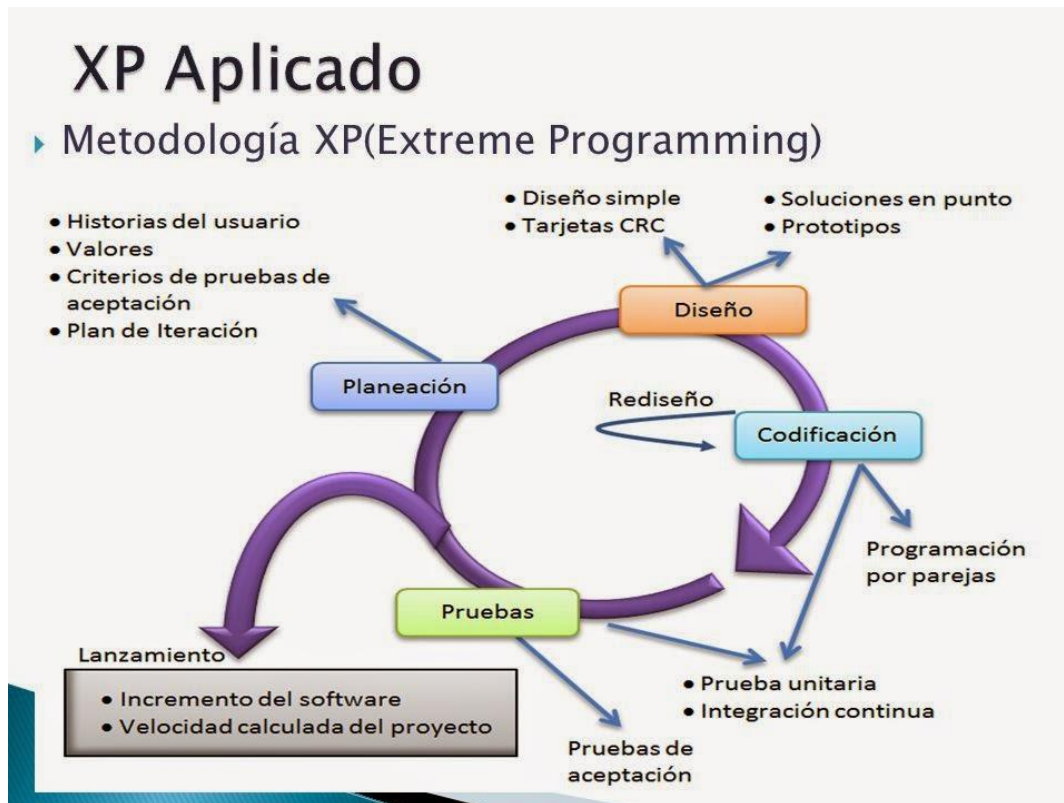 XP Aplicado
Metodología XP(Extreme Programming)
• Historias del usuario
• Valores
• Criterios de pruebas de
aceptación
• Plan de Iteración
• Diseño simple
• Tarjetas CRC
• Soluciones en punto
• Prototipos
Diseño
Planeación
Rediseño
Codificación
Programación
por parejas
Pruebas
Lanzamiento
• Incremento del software
• Velocidad calculada del proyecto
• Prueba unitaria
• Integración continua
Pruebas de
aceptación